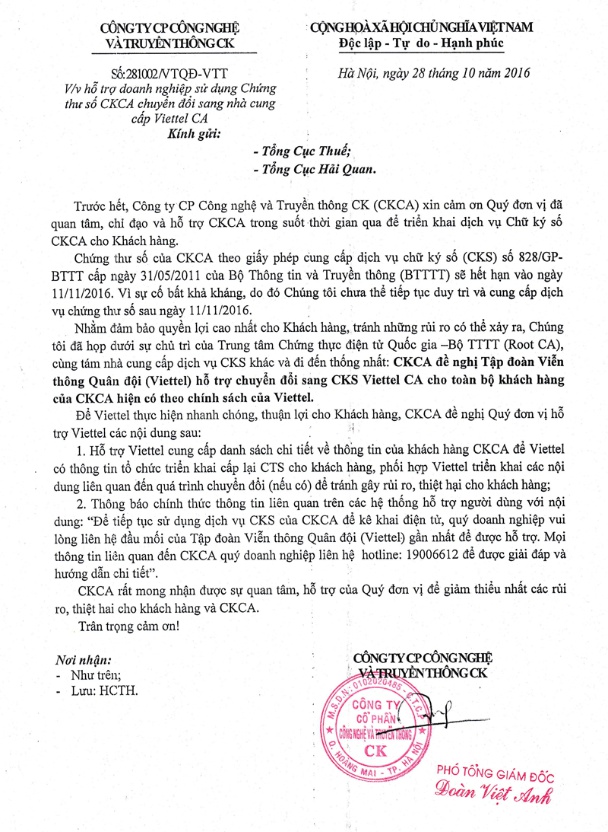 CÔNG TY CP CÔNG NGHỆ
VÀ TRUYỀN THÔNG CK
CỘNG HOÀ XÃ HỘI CHỦ NGHĨA VIỆT NAM
Độc lập - Tự do - Hạnh phúc
Số:281002/VTQĐ-VTT
V/v hỗ trợ doanh nghiệp sử dụng Chứng
thư số CKCA chuyển đổi sang nhà cung
cấp Viettel CA
Hà Nội, ngày 28 tháng 10 năm 2016
Kính gửi:
- Tổng Cục Thuế;
- Tổng Cục Hải Quan.
Trước hết, Công ty CP Công nghệ và Truyền thông CK (CKCA) xin cảm ơn Quý đơn vị đã
quan tâm, chỉ đạo và hỗ trợ CKCA trong suốt thời gian qua để triển khai dịch vụ Chữ ký số
CKCA cho Khách hàng.
Chứng thư số của CKCA theo giấy phép cung cấp dịch vụ chữ ký số (CKS) số 828/GP-
BTTT cấp ngày 31/05/2011 của Bộ Thông tin và Truyền thông (BTTTT) sẽ hết hạn vào ngày
11/11/2016. Vì sự cố bất khả kháng, do đó Chúng tôi chưa thể tiếp tục duy trì và cung cấp dịch
vụ chứng thư số sau ngày 11/11/2016.
Nhằm đảm bảo quyền lợi cao nhất cho Khách hàng, tránh những rủi ro có thể xảy ra, Chúng
tôi đã họp dưới sự chủ trì của Trung tâm Chứng thực điện tử Quốc gia –Bộ TTTT (Root CA),
cùng tám nhà cung cấp dịch vụ CKS khác và đi đến thống nhất: CKCA đề nghị Tập đoàn Viễn
thông Quân đội (Viettel) hỗ trợ chuyển đổi sang CKS Viettel CA cho toàn bộ khách hàng
của CKCA hiện có theo chính sách của Viettel.
Để Viettel thực hiện nhanh chóng, thuận lợi cho Khách hàng, CKCA đề nghị Quý đơn vị hỗ
trợ Viettel các nội dung sau:
1. Hỗ trợ Viettel cung cấp danh sách chi tiết về thông tin của khách hàng CKCA để Viettel
có thông tin tổ chức triển khai cấp lại CTS cho khách hàng, phối hợp Viettel triển khai các nội
dung liên quan đến quá trình chuyển đổi (nếu có) để tránh gây rủi ro, thiệt hại cho khách hàng;
2. Thông báo chính thức thông tin liên quan trên các hệ thống hỗ trợ người dùng với nội
dung: “Để tiếp tục sử dụng dịch vụ CKS của CKCA để kê khai điện tử, quý doanh nghiệp vui
lòng liên hệ đầu mối của Tập đoàn Viễn thông Quân đội (Viettel) gần nhất để được hỗ trợ. Mọi
thông tin liên quan đến CKCA quý doanh nghiệp liên hệ hotline: 19006612 để được giải đáp và
hướng dẫn chi tiết”.
CKCA rất mong nhận được sự quan tâm, hỗ trợ của Quý đơn vị để giảm thiểu nhất các rủi
ro, thiệt hai cho khách hàng và CKCA.
Trân trọng cảm ơn!
Nơi nhận:
- Như trên;
- Lưu: HCTH.
CÔNG TY CP CÔNG NGHỆ
VÀ TRUYỀN THÔNG CK
M.S.D.N: 0102020485 - C.T.C.P
CÔNG TY
CỔ PHẦN
CÔNG NGHỆ VÀ TRUYỀN THÔNG
CK
Q. HOÀNG MAI - TP. HÀ NỘI
PHÓ TỔNG GIÁM ĐỐC
Đoàn Việt Anh